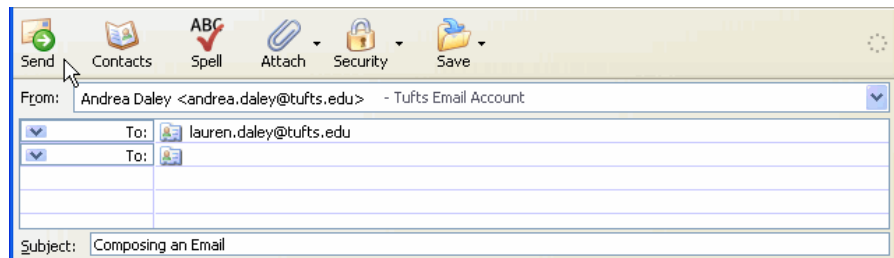 ABC
Send Contacts Spell Attach Security Save
From: Andrea Daley <andrea.daley@tufts.edu> - Tufts Email Account
To: lauren.daley@tufts.edu
To:
Subject: Composing an Email